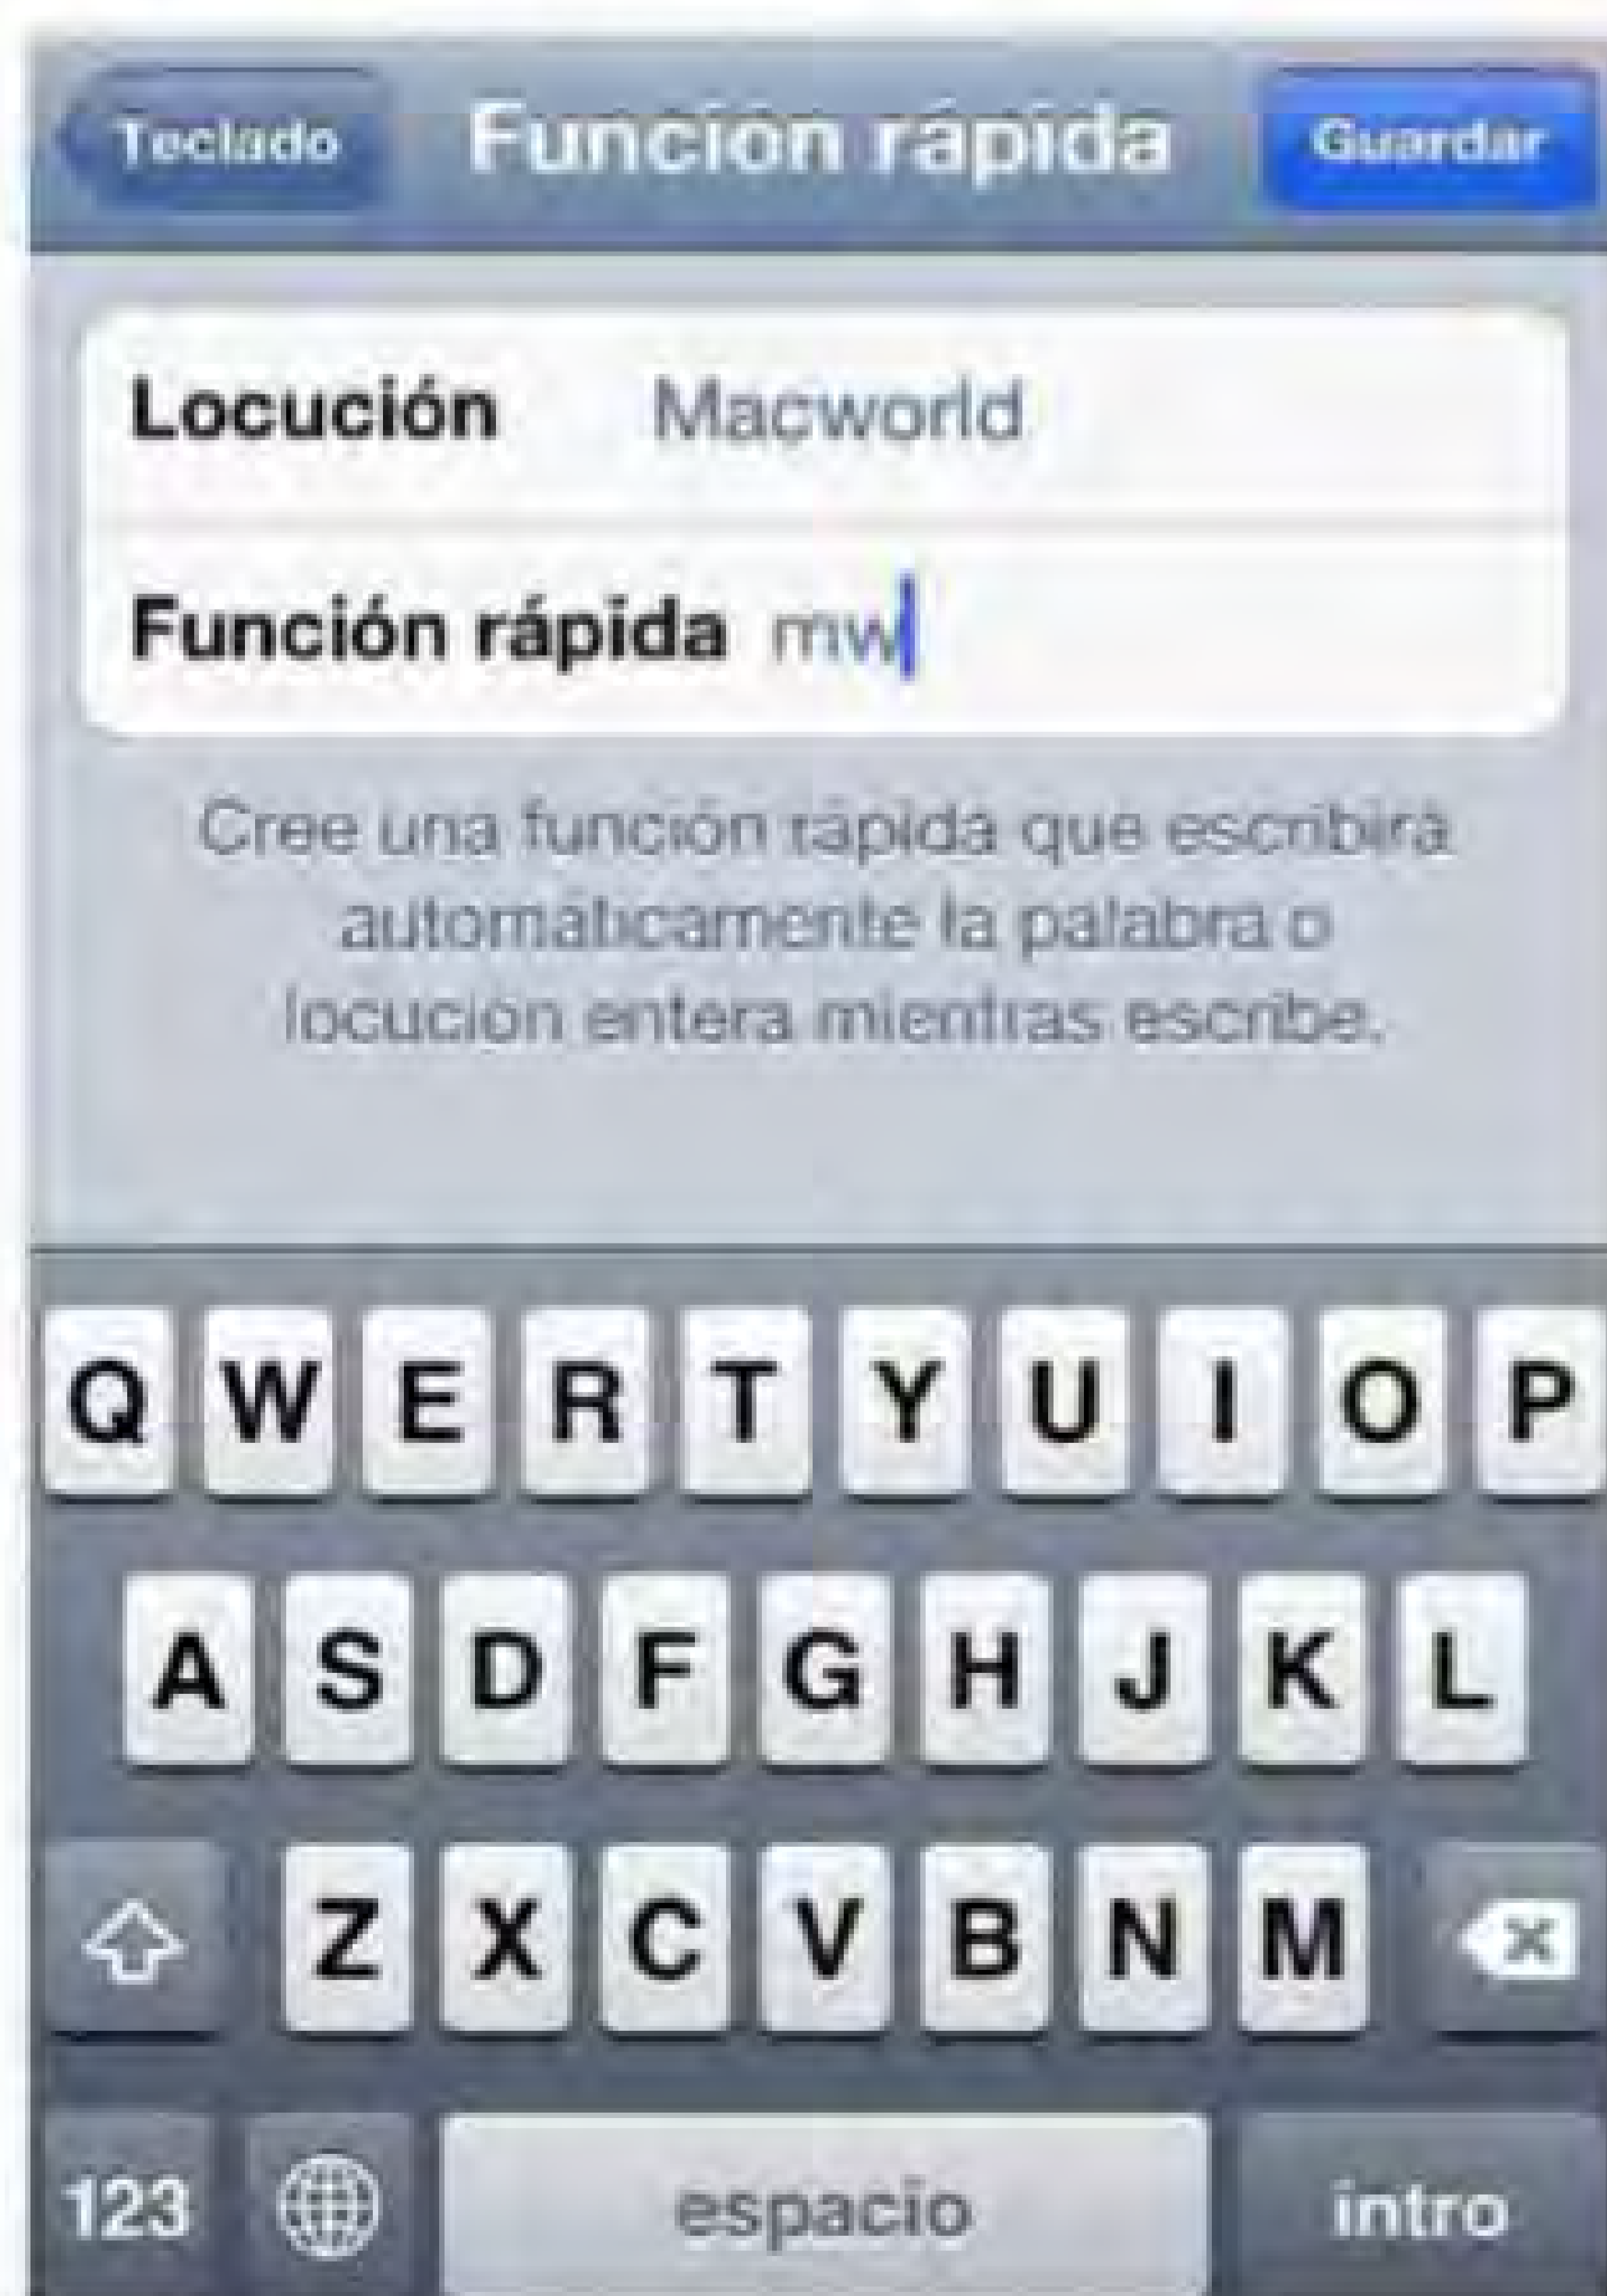 Teclado Función rápida Guardar
Locución Macworld
Función rápida mw
Cree una función rápida que escribirá
automáticamente la palabra o
locución entera mientras escribe.
Q W E R T Y U I O P
A S D F G H J K L
Z X C V B N M
123 espacio intro